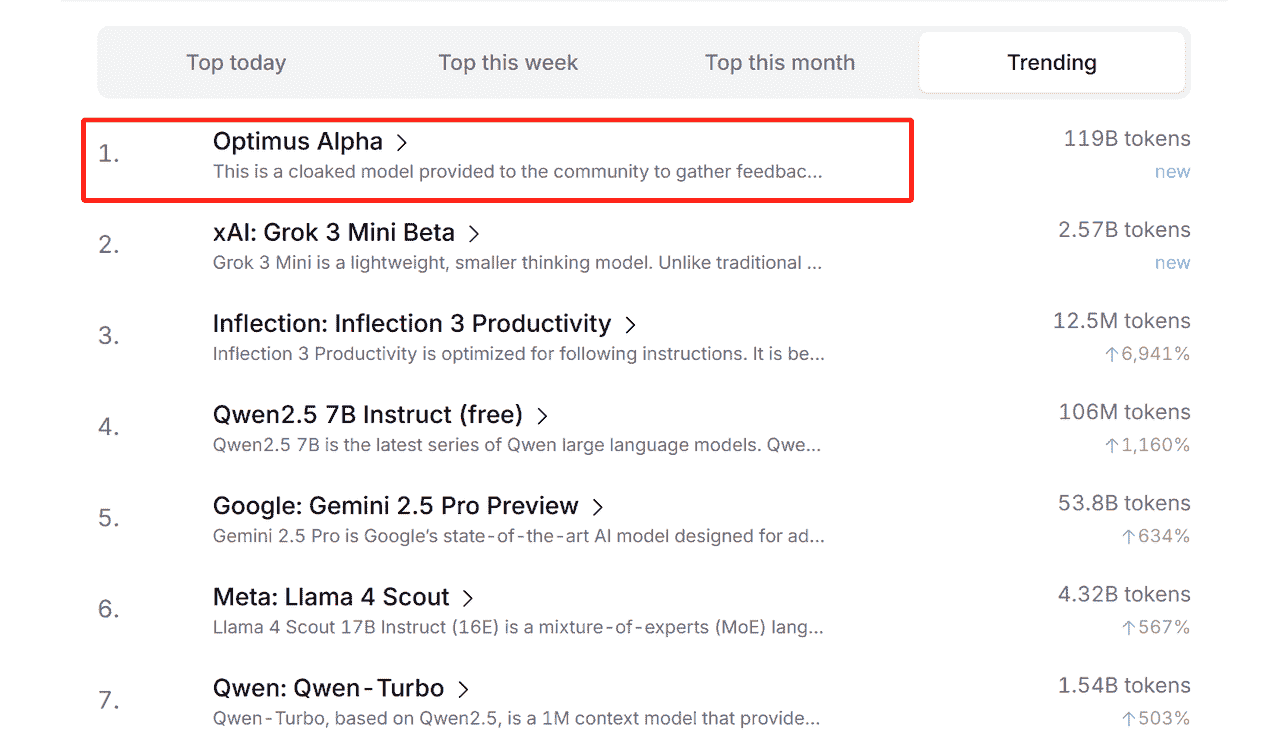 Top today Top this week Top this month Trending
1. Optimus Alpha > 119B tokens
This is a cloaked model provided to the community to gather feedbac... new
2. xAI: Grok 3 Mini Beta > 2.57B tokens
Grok 3 Mini is a lightweight, smaller thinking model. Unlike traditional ... new
3. Inflection: Inflection 3 Productivity > 12.5M tokens
Inflection 3 Productivity is optimized for following instructions. It is be... ↑6,941%
4. Qwen2.5 7B Instruct (free) > 106M tokens
Qwen2.5 7B is the latest series of Qwen large language models. Qwe... ↑1,160%
5. Google: Gemini 2.5 Pro Preview > 53.8B tokens
Gemini 2.5 Pro is Google’s state-of-the-art AI model designed for ad... ↑634%
6. Meta: Llama 4 Scout > 4.32B tokens
Llama 4 Scout 17B Instruct (16E) is a mixture-of-experts (MoE) lang... ↑567%
7. Qwen: Qwen-Turbo > 1.54B tokens
Qwen-Turbo, based on Qwen2.5, is a 1M context model that provide... ↑503%